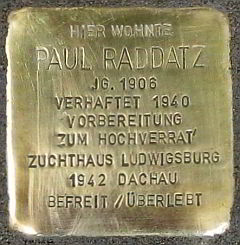 HIER WOHNTE
PAUL RADDATZ
JG. 1906
VERHAFTET 1940
VORBEREITUNG
ZUM HOCHVERRAT
ZUCHTHAUS LUDWIGSBURG
1942 DACHAU
BEFREIT / ÜBERLEBT